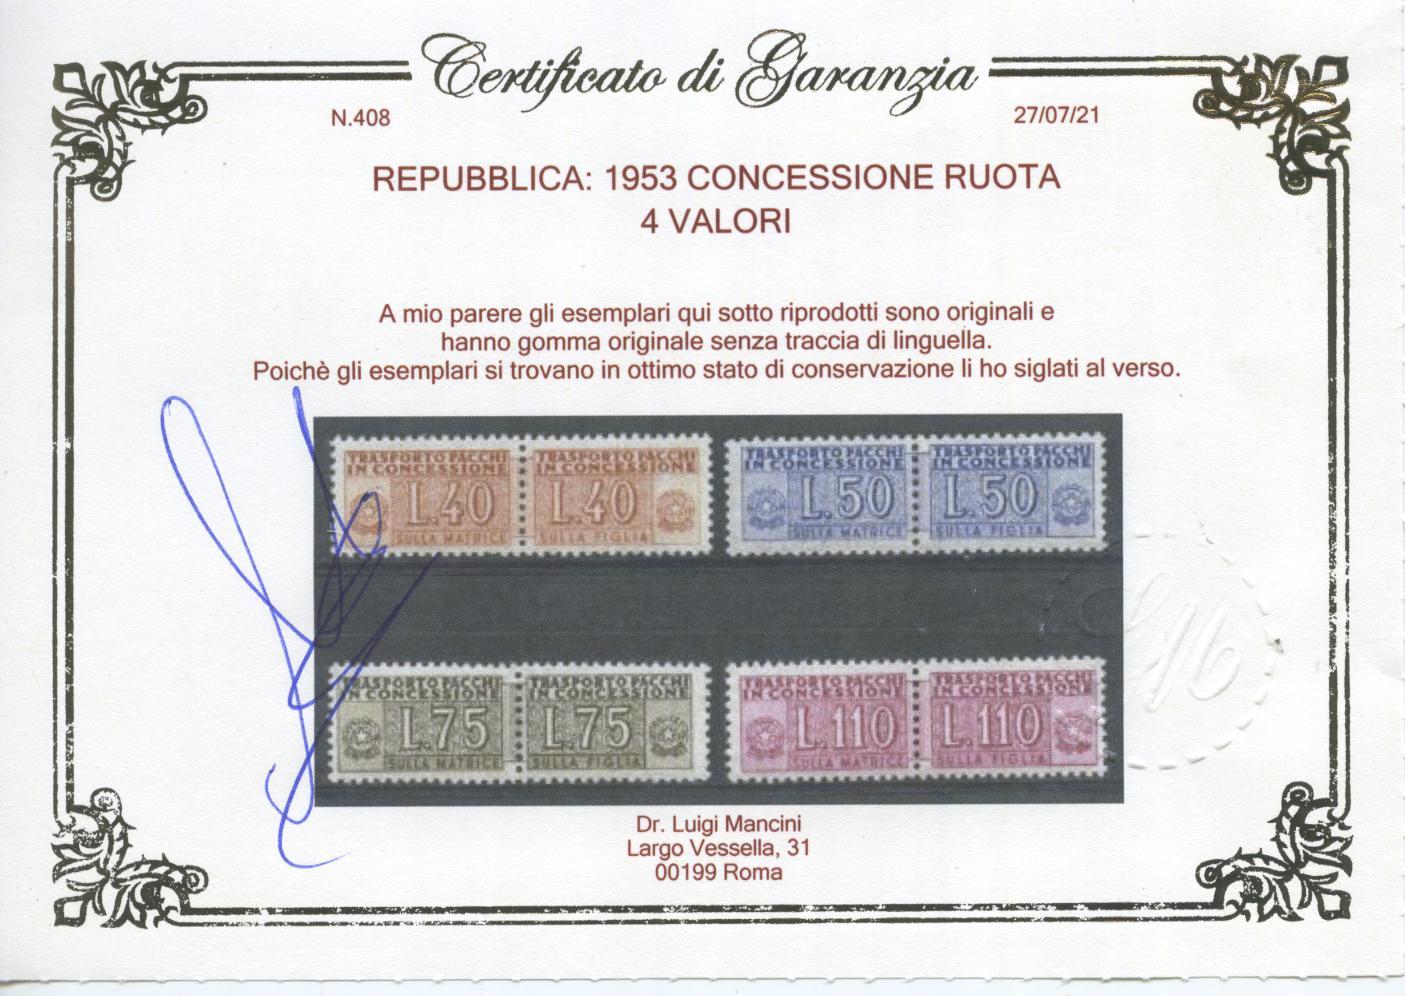 Certificato di Garanzia
N.408
27/07/21
REPUBBLICA: 1953 CONCESSIONE RUOTA
4 VALORI
A mio parere gli esemplari qui sotto riprodotti sono originali e
hanno gomma originale senza traccia di linguella.
Poichè gli esemplari si trovano in ottimo stato di conservazione li ho siglati al verso.
TRASPORTO PACCHI
IN CONCESSIONE
L.40
SULLA MATRICE
TRASPORTO PACCHI
IN CONCESSIONE
L.40
SULLA FIGLIA
TRASPORTO PACCHI
IN CONCESSIONE
L.50
SULLA MATRICE
TRASPORTO PACCHI
IN CONCESSIONE
L.50
SULLA FIGLIA
TRASPORTO PACCHI
IN CONCESSIONE
L.75
SULLA MATRICE
TRASPORTO PACCHI
IN CONCESSIONE
L.75
SULLA FIGLIA
TRASPORTO PACCHI
IN CONCESSIONE
L.110
SULLA MATRICE
TRASPORTO PACCHI
IN CONCESSIONE
L.110
SULLA FIGLIA
Dr. Luigi Mancini
Largo Vessella, 31
00199 Roma